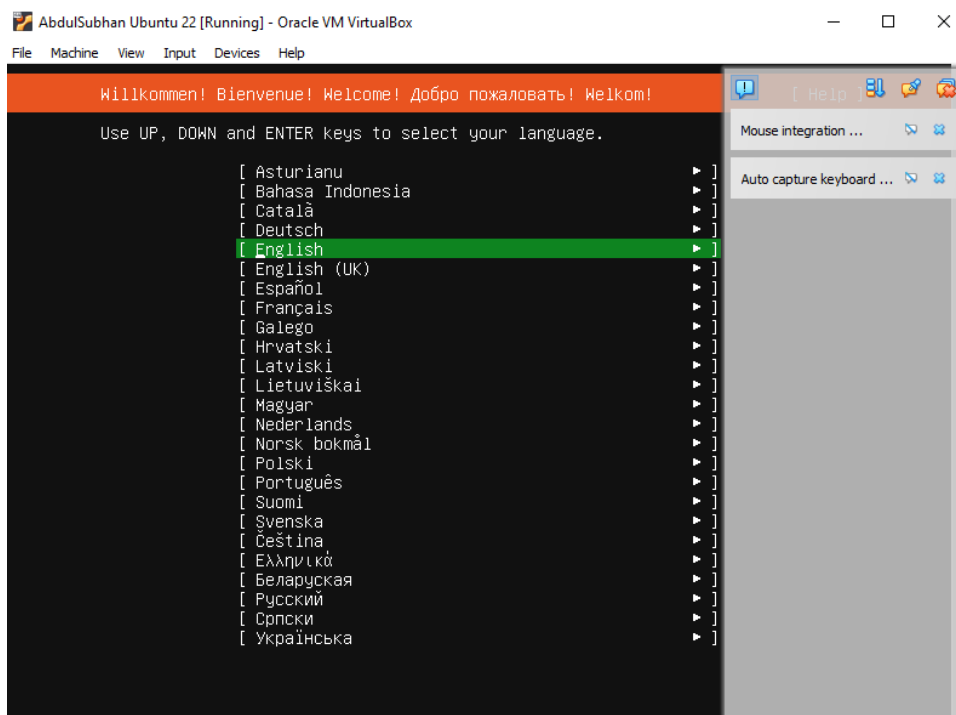 AbdulSubhan Ubuntu 22 [Running] - Oracle VM VirtualBox
File Machine View Input Devices Help
Willkommen! Bienvenue! Welcome! Добро пожаловать! Welkom! [ Help ]
Use UP, DOWN and ENTER keys to select your language.
Mouse integration ...
Auto capture keyboard ...
[ Asturianu ▸ ]
[ Bahasa Indonesia ▸ ]
[ Català ▸ ]
[ Deutsch ▸ ]
[ English ▸ ]
[ English (UK) ▸ ]
[ Español ▸ ]
[ Français ▸ ]
[ Galego ▸ ]
[ Hrvatski ▸ ]
[ Latviski ▸ ]
[ Lietuviškai ▸ ]
[ Magyar ▸ ]
[ Nederlands ▸ ]
[ Norsk bokmål ▸ ]
[ Polski ▸ ]
[ Português ▸ ]
[ Suomi ▸ ]
[ Svenska ▸ ]
[ Čeština ▸ ]
[ Ελληνικά ▸ ]
[ Беларуская ▸ ]
[ Русский ▸ ]
[ Српски ▸ ]
[ Українська ▸ ]